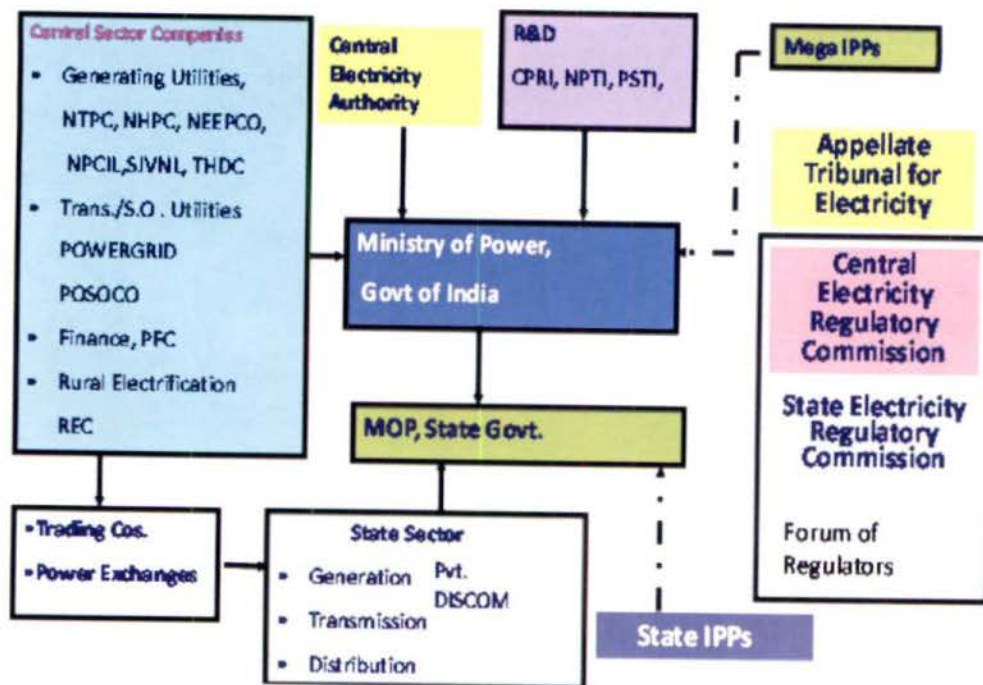 Central Sector Companies
Generating Utilities,
NTPC, NHPC, NEEPCO,
NPCIL,SJVNL, THDC
Trans./S.O. Utilities
POWERGRID
POSOCO
Finance, PFC
Rural Electrification
REC
Central
Electricity
Authority
R&D
CPRI, NPTI, PSTI,
Mega IPPs
Appellate
Tribunal for
Electricity
Ministry of Power,
Govt of India
Central
Electricity
Regulatory
Commission
State Electricity
Regulatory
Commission
Forum of
Regulators
MOP, State Govt.
Trading Cos.
Power Exchanges
State Sector
Generation
Transmission
Distribution
Pvt.
DISCOM
State IPPs